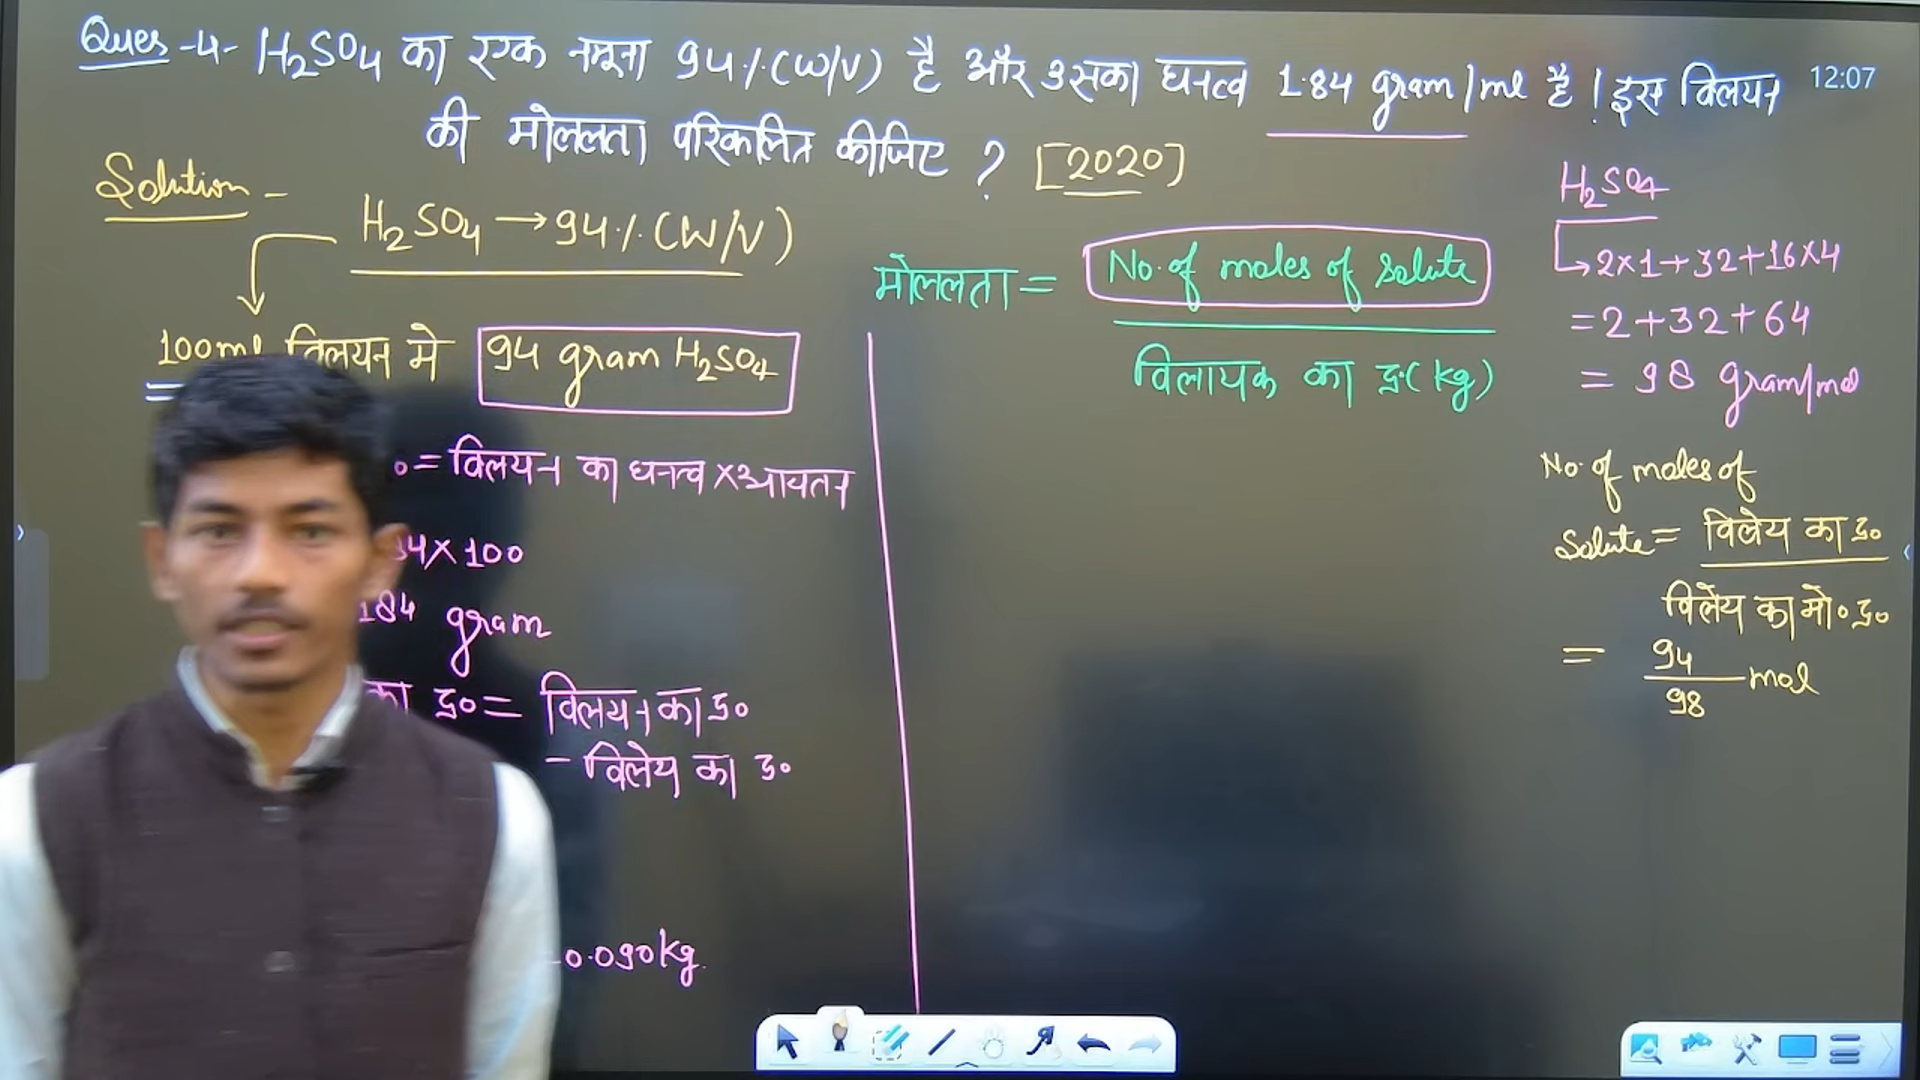 Ques-4- H₂SO₄ का एक नमूना 94%(W/V) है और उसका घनत्व 1.84 gram/ml है! इस विलयन
की मोललता परिकलित कीजिए ? [2020]
12:07
Solution -
H₂SO₄ → 94%(W/V)
100ml विलयन मे 94 gram H₂SO₄
= विलयन का घनत्व × आयतन
84×100
184 gram
का द्र० = विलयन का द्र०
- विलेय का द्र०
0.090kg.
मोललता = No. of moles of solute
विलायक का द्र.(kg)
H₂SO₄
2×1+32+16×4
= 2+32+64
= 98 gram/mol
No. of moles of
Solute = विलेय का द्र०
विलेय का मो० द्र०
= 94
98 mol